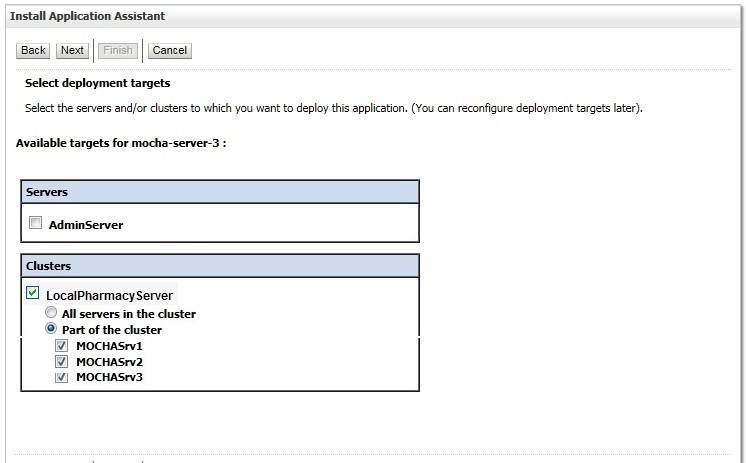 Install Application Assistant
Back Next Finish Cancel
Select deployment targets
Select the servers and/or clusters to which you want to deploy this application. (You can reconfigure deployment targets later).
Available targets for mocha-server-3 :
Servers
AdminServer
Clusters
LocalPharmacyServer
All servers in the cluster
Part of the cluster
MOCHASrv1
MOCHASrv2
MOCHASrv3